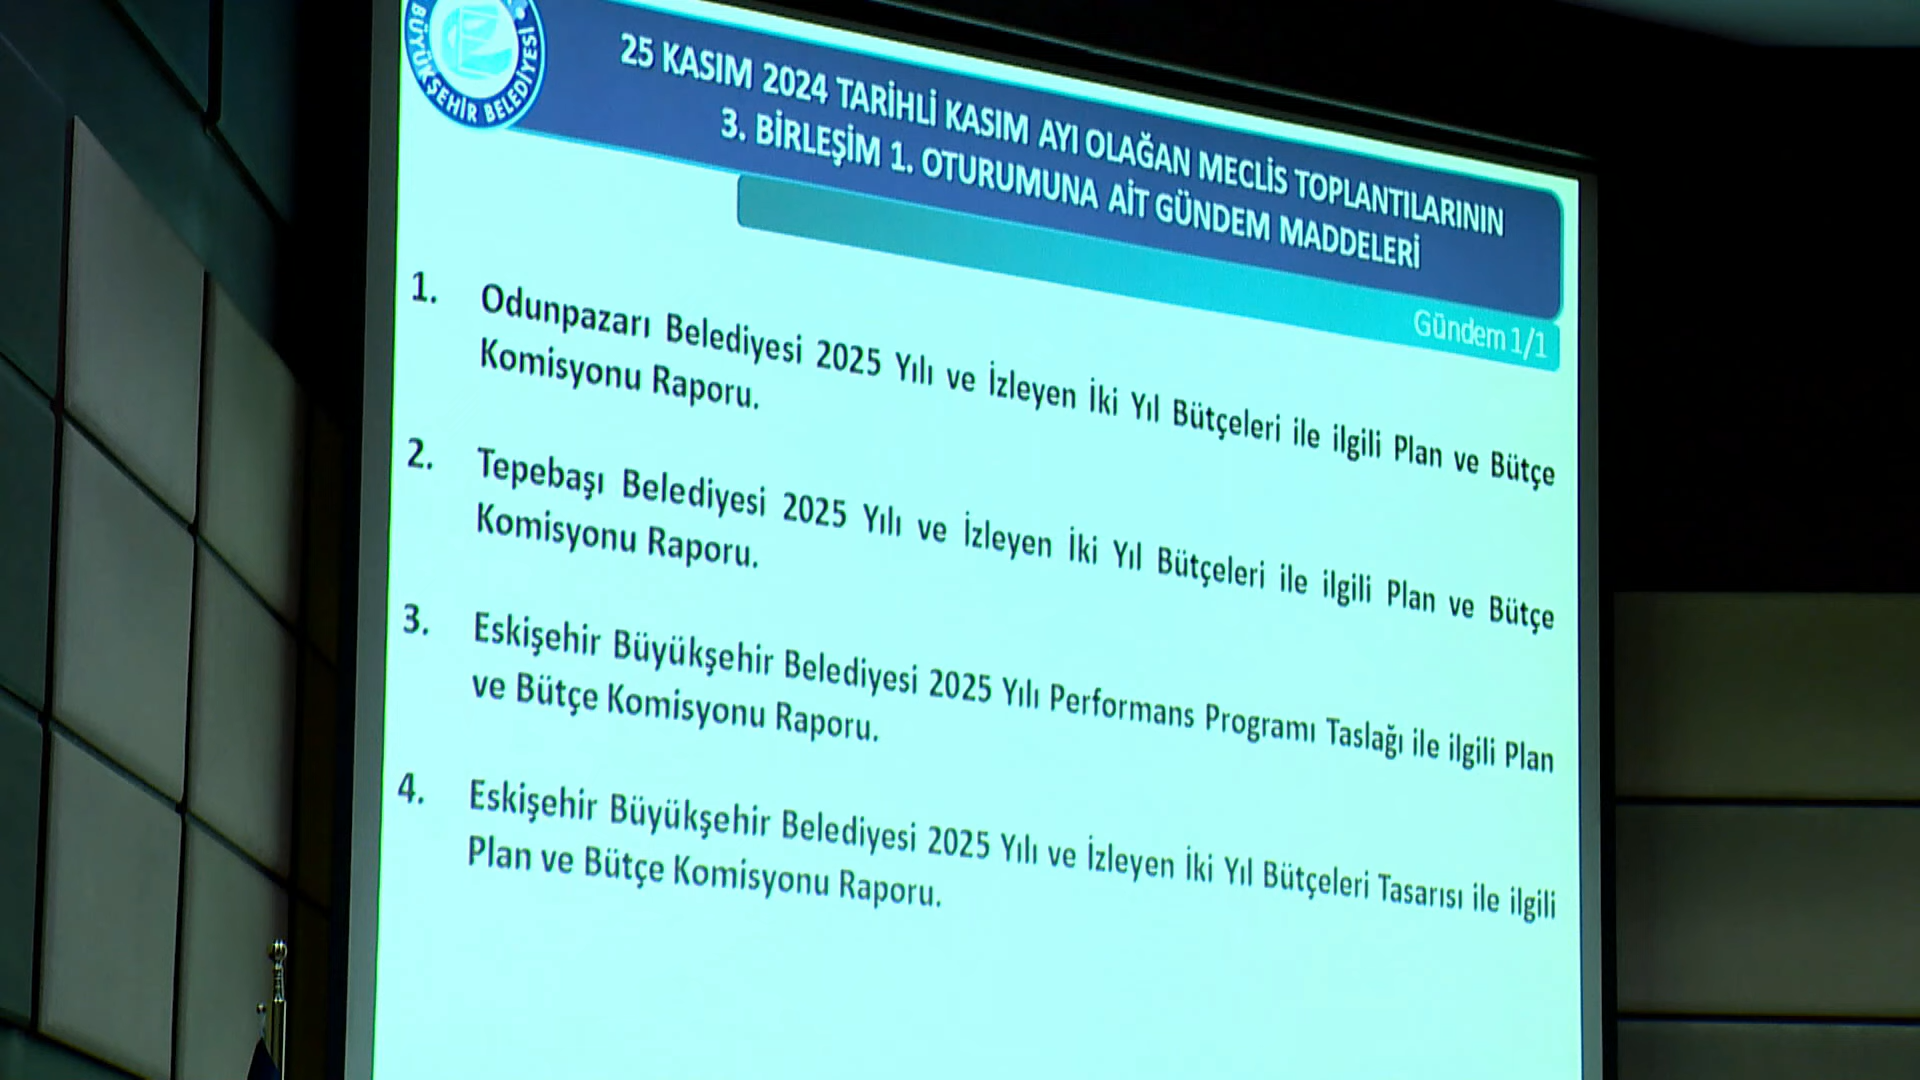 BÜYÜKŞEHİR BELEDİYESİ
25 KASIM 2024 TARİHLİ KASIM AYI OLAĞAN MECLİS TOPLANTILARININ
3. BİRLEŞİM 1. OTURUMUNA AİT GÜNDEM MADDELERİ
Gündem 1/1
1. Odunpazarı Belediyesi 2025 Yılı ve İzleyen İki Yıl Bütçeleri ile ilgili Plan ve Bütçe
Komisyonu Raporu.
2. Tepebaşı Belediyesi 2025 Yılı ve İzleyen İki Yıl Bütçeleri ile ilgili Plan ve Bütçe
Komisyonu Raporu.
3. Eskişehir Büyükşehir Belediyesi 2025 Yılı Performans Programı Taslağı ile ilgili Plan
ve Bütçe Komisyonu Raporu.
4. Eskişehir Büyükşehir Belediyesi 2025 Yılı ve İzleyen İki Yıl Bütçeleri Tasarısı ile ilgili
Plan ve Bütçe Komisyonu Raporu.